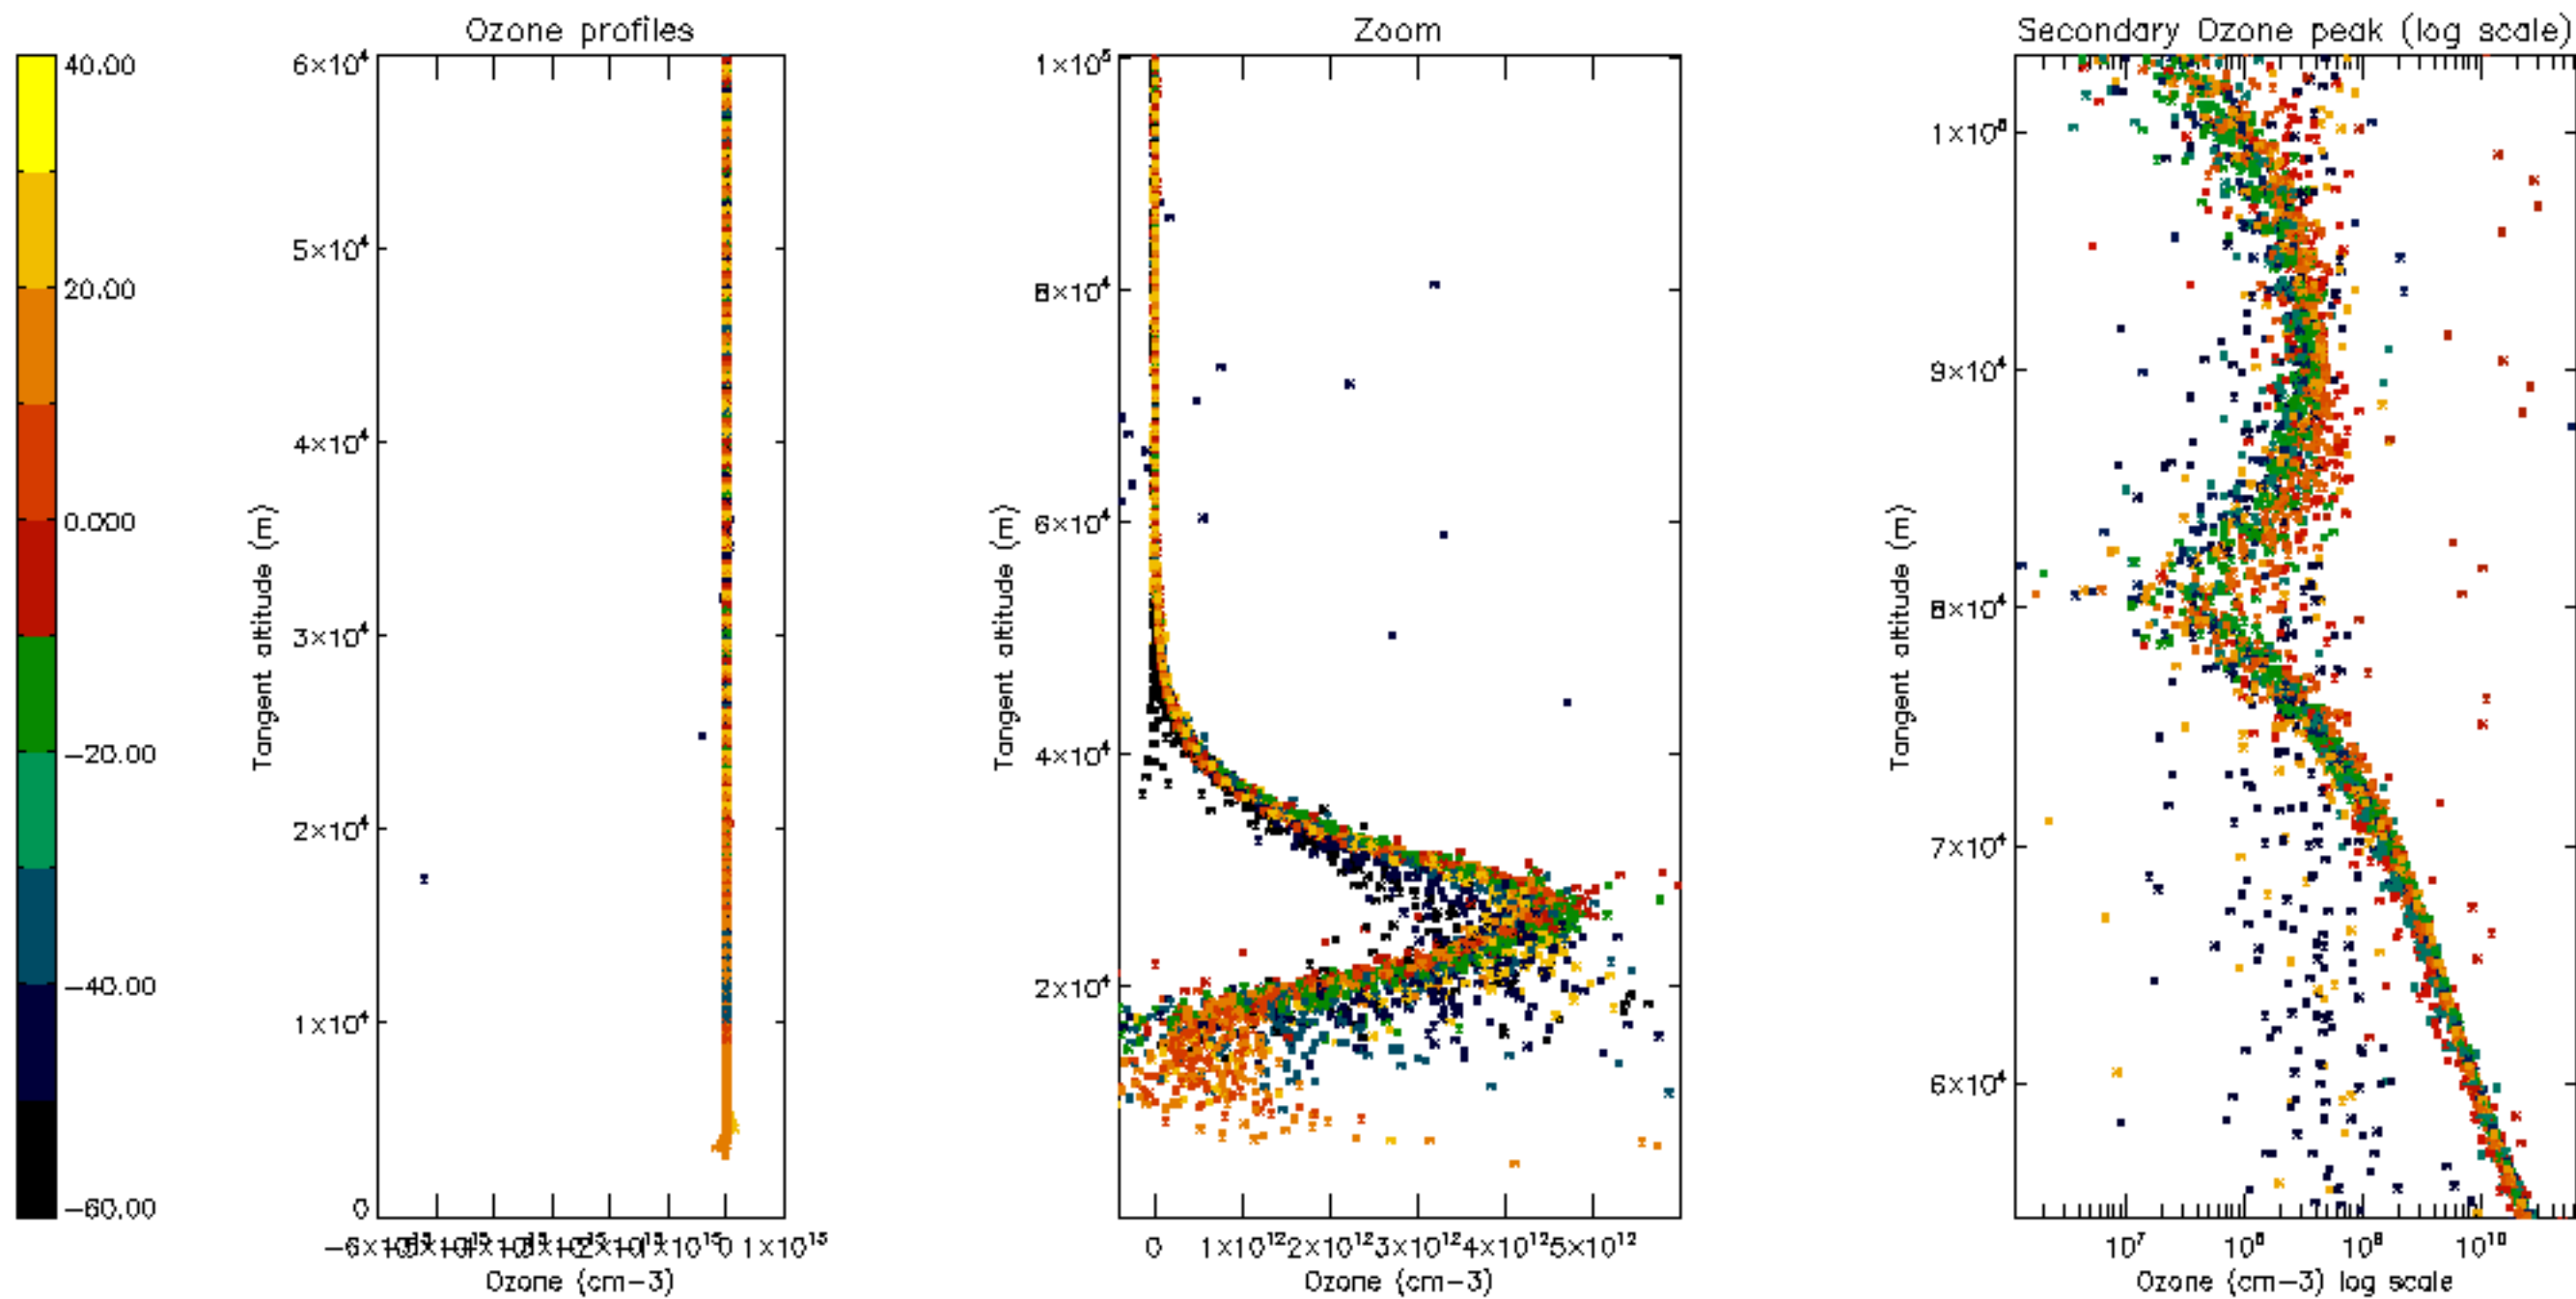 Ozone profiles
Zoom
Secondary Ozone peak (log scale)
40.00
20.00
0.000
−20.00
−40.00
−60.00
6×10⁴
5×10⁴
4×10⁴
3×10⁴
2×10⁴
1×10⁴
0
Tangent altitude (m)
0 1×10¹⁵
Ozone (cm−3)
1×10⁵
8×10⁴
6×10⁴
4×10⁴
2×10⁴
Tangent altitude (m)
0 1×10¹² 2×10¹² 3×10¹² 4×10¹² 5×10¹²
Ozone (cm−3)
9×10⁴
8×10⁴
7×10⁴
6×10⁴
Tangent altitude (m)
10⁷ 10⁸ 10⁹ 10¹⁰
Ozone (cm−3) log scale